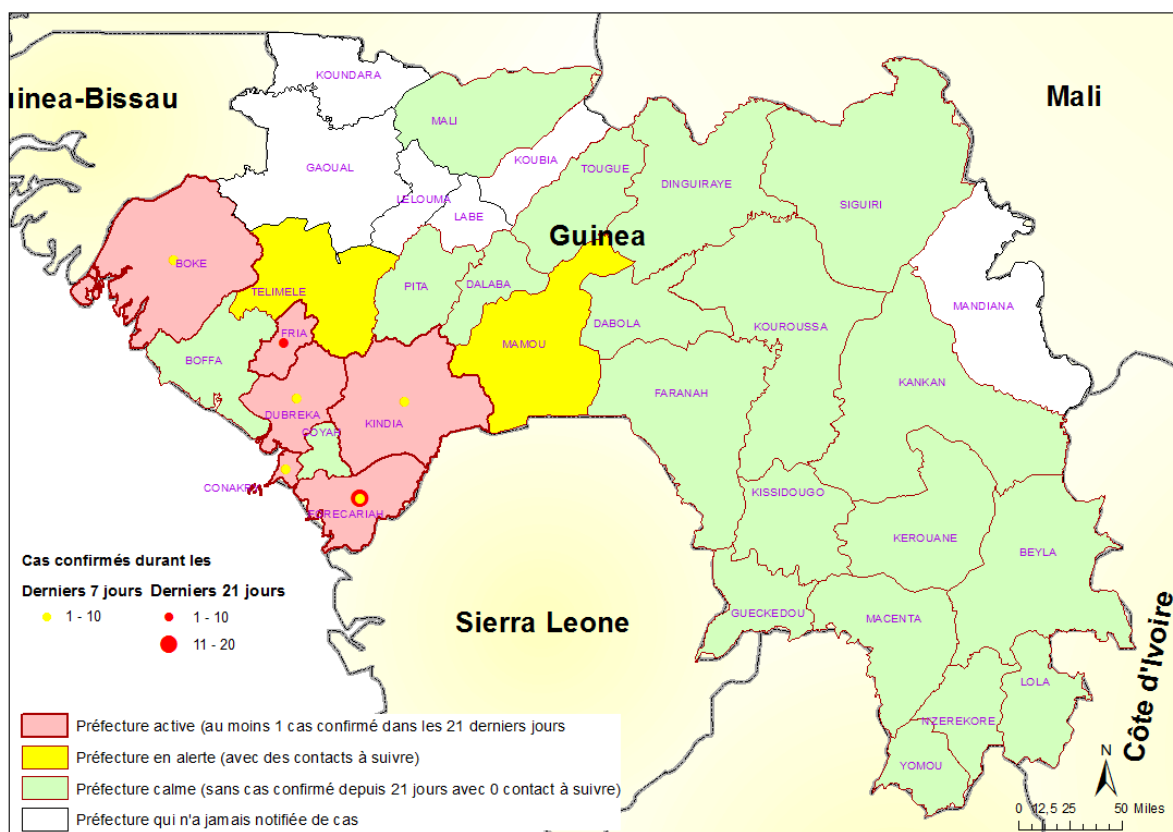 KOUNDARA
uinea-Bissau
Mali
MALI
KOUBIA
GAOUAL
TOUGUE
DINGUIRAYE
LELOUMA
SIGUIRI
LABE
Guinea
BOKE
TELIMELE
PITA
DALABA
MANDIANA
DABOLA
KOUROUSSA
FRIA
MAMOU
BOFFA
KANKAN
FARANAH
DUBREKA
KINDIA
COYAH
CONAKRY
KISSIDOUGO
FORECARIAH
KEROUANE
BEYLA
Cas confirmés durant les
Derniers 7 jours Derniers 21 jours
1 - 10 1 - 10
11 - 20
Sierra Leone
GUECKEDOU
MACENTA
Côte d'Ivoire
LOLA
N'ZEREKORE
YOMOU
Préfecture active (au moins 1 cas confirmé dans les 21 derniers jours
Préfecture en alerte (avec des contacts à suivre)
Préfecture calme (sans cas confirmé depuis 21 jours avec 0 contact à suivre)
Préfecture qui n'a jamais notifiée de cas
N
0 12,5 25 50 Miles